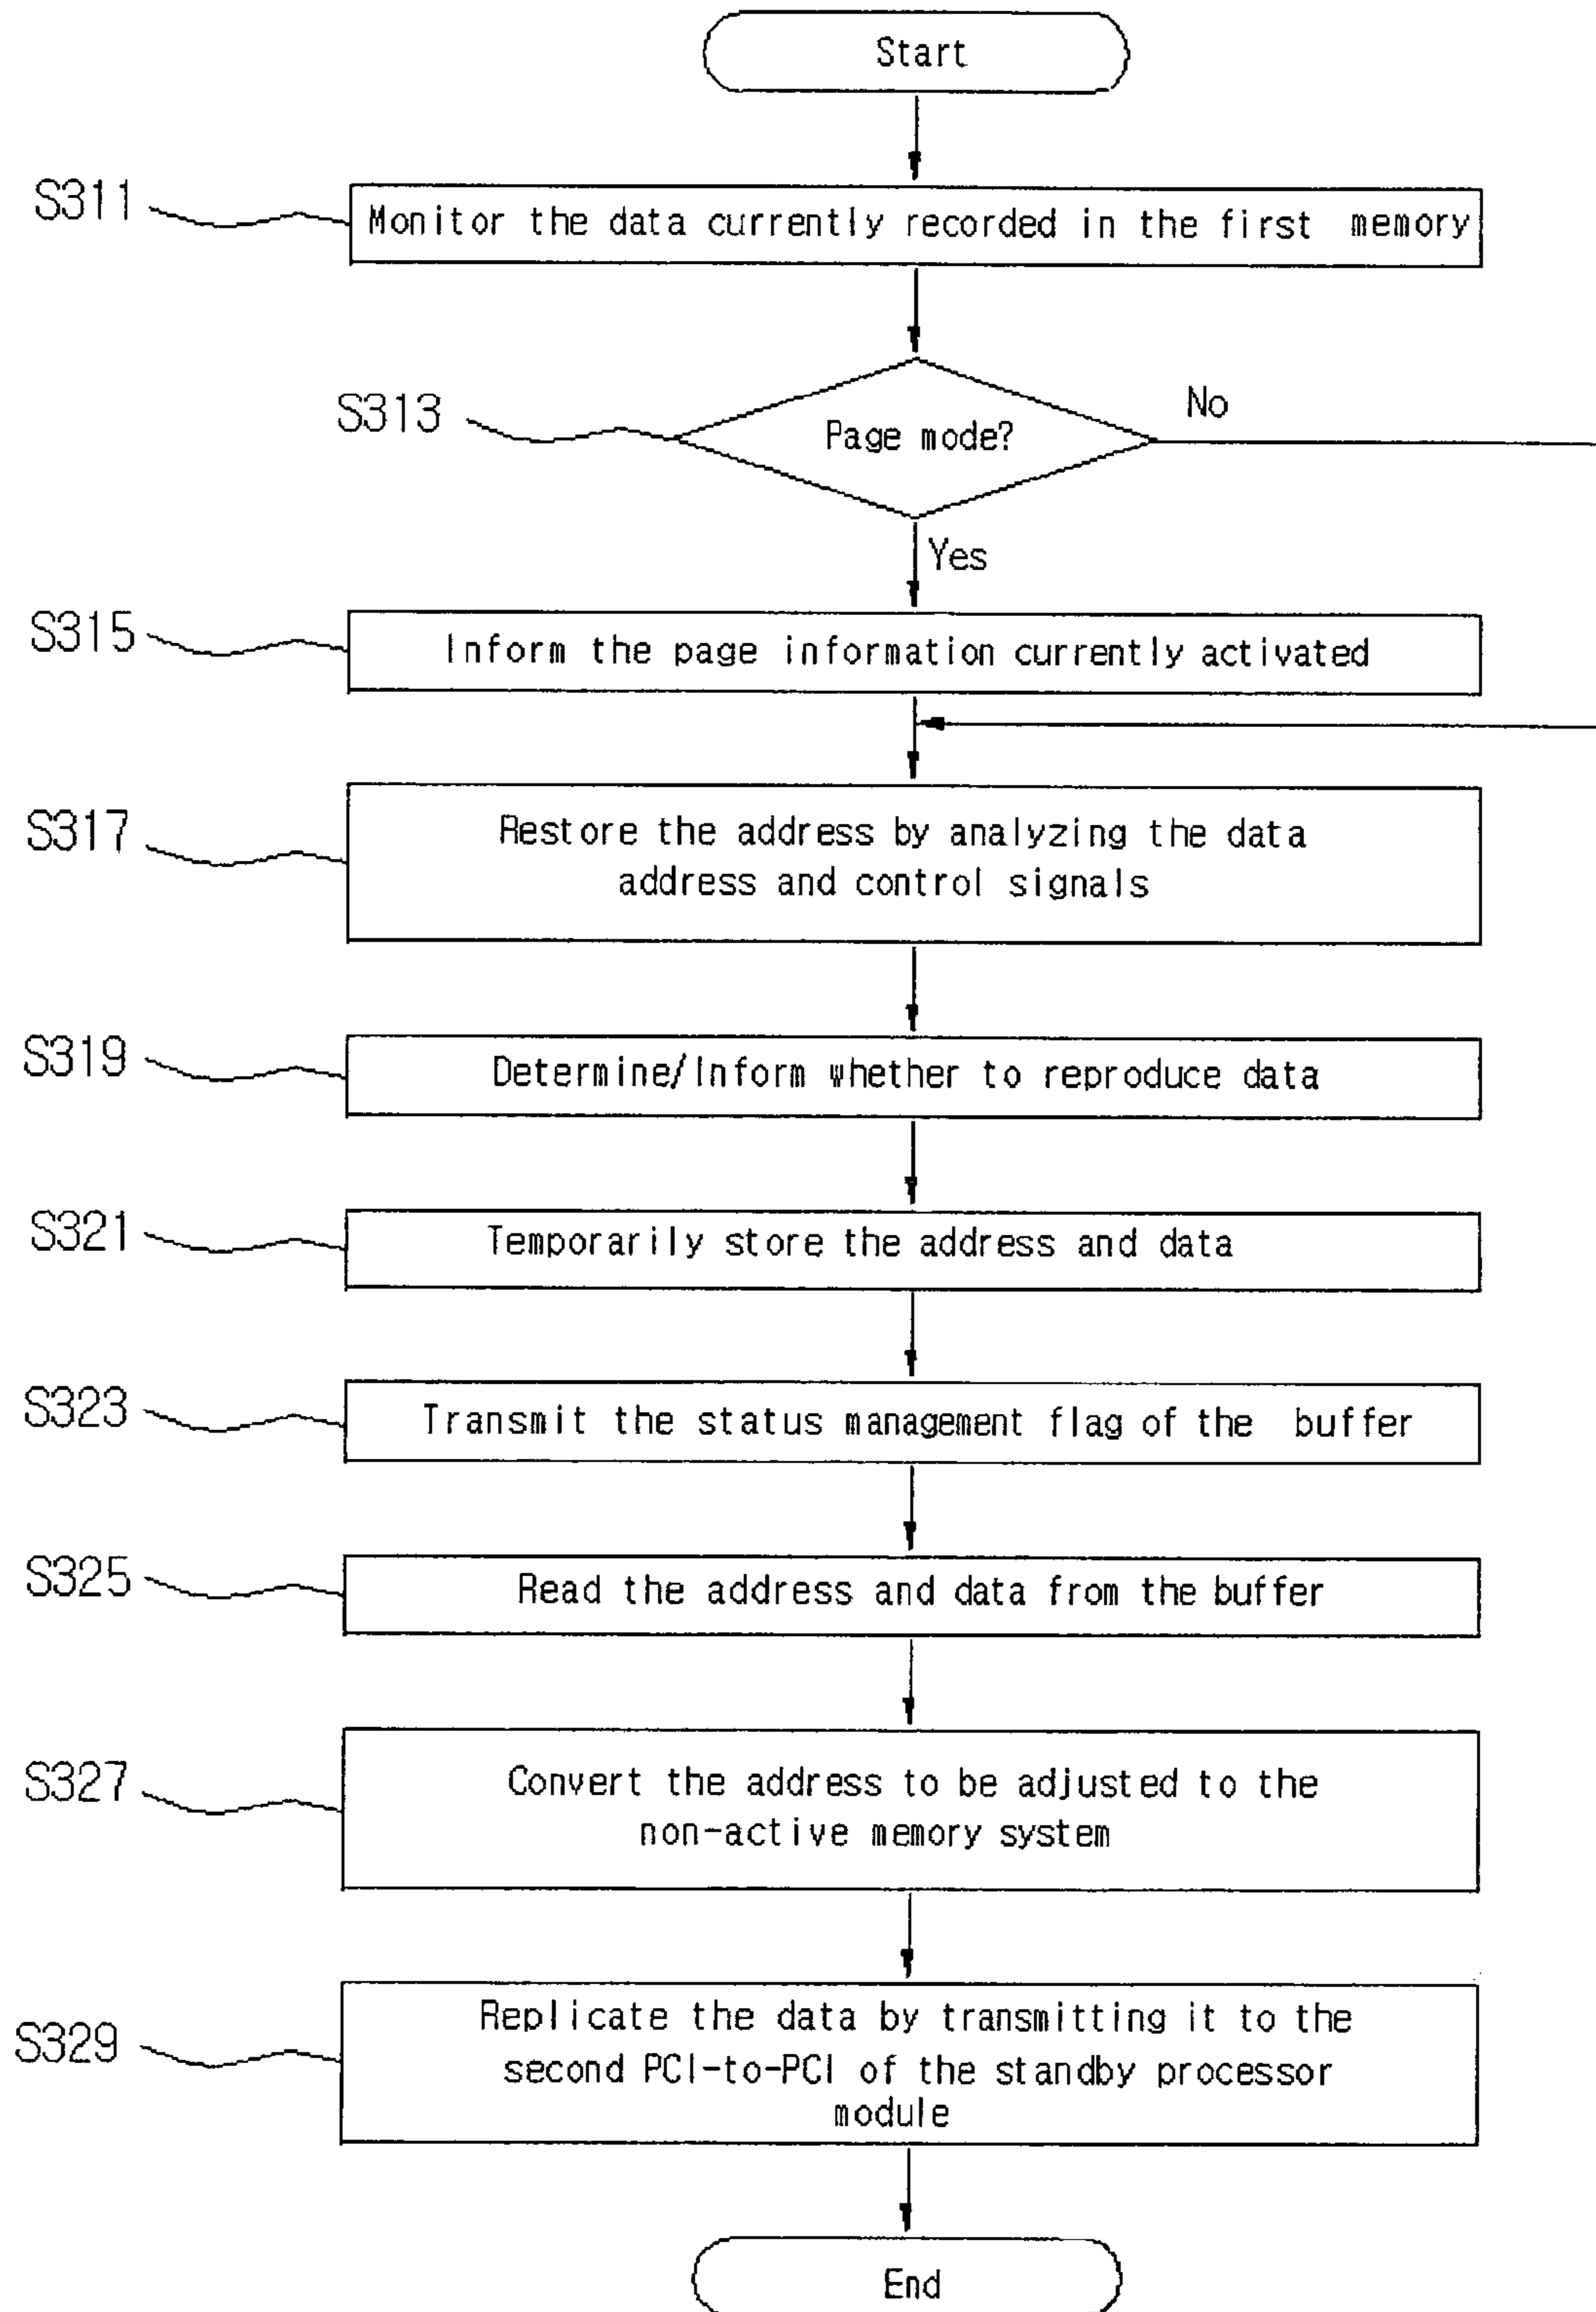 Start
S311
Monitor the data currently recorded in the first memory
S313
Page mode?
No
Yes
S315
Inform the page information currently activated
S317
Restore the address by analyzing the data
address and control signals
S319
Determine/Inform whether to reproduce data
S321
Temporarily store the address and data
S323
Transmit the status management flag of the buffer
S325
Read the address and data from the buffer
S327
Convert the address to be adjusted to the
non-active memory system
S329
Replicate the data by transmitting it to the
second PCI-to-PCI of the standby processor
module
End